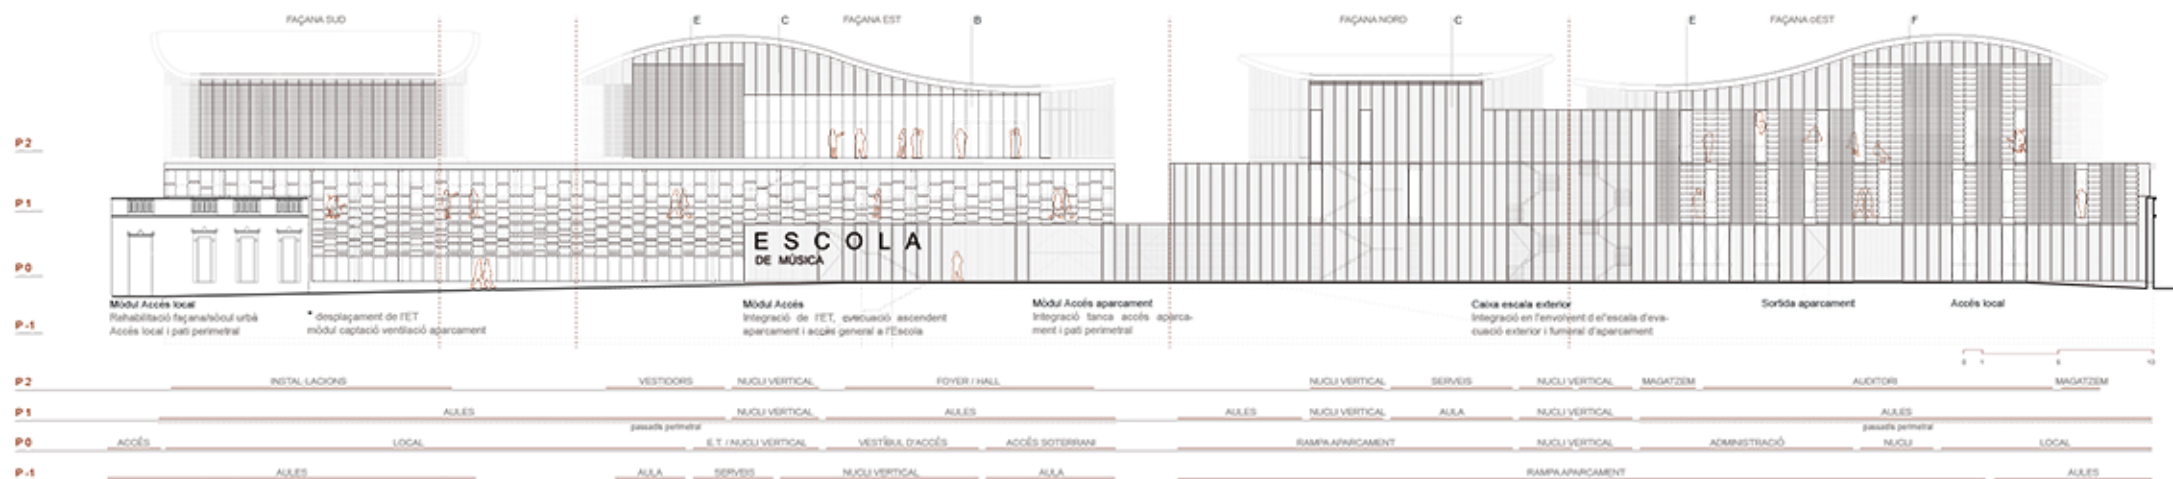 FAÇANA SUD
E
C
FAÇANA EST
B
FAÇANA NORD
C
E
FAÇANA oEST
F
P 2
P 1
P 0
P -1
ESCOLA
DE MÚSICA
Mòdul Accés local
Rehabilitació façana/sòcul urbà
Accés local i pati perimetral
* desplaçament de l'ET
mòdul captació ventilació aparcament
Mòdul Accés
Integració de l'ET, evacuació ascendent
aparcament i accés general a l'Escola
Mòdul Accés aparcament
Integració tanca accés aparca-
ment i pati perimetral
Caixa escala exterior
Integració en l'envolvent d el'escala d'eva-
cuació exterior i fumeral d'aparcament
Sortida aparcament
Accés local
P 2 INSTAL·LACIONS VESTIDORS NUCLI VERTICAL FOYER / HALL NUCLI VERTICAL SERVEIS NUCLI VERTICAL MAGATZEM AUDITORI MAGATZEM
P 1 AULES NUCLI VERTICAL AULES AULES NUCLI VERTICAL AULA NUCLI VERTICAL AULES
passadís perimetral passadís perimetral
P 0 ACCÉS LOCAL E.T. / NUCLI VERTICAL VESTÍBUL D'ACCÉS ACCÉS SOTERRANI RAMPA APARCAMENT NUCLI VERTICAL ADMINISTRACIÓ NUCLI LOCAL
P -1 AULES AULA SERVEIS NUCLI VERTICAL AULA RAMPA APARCAMENT AULES